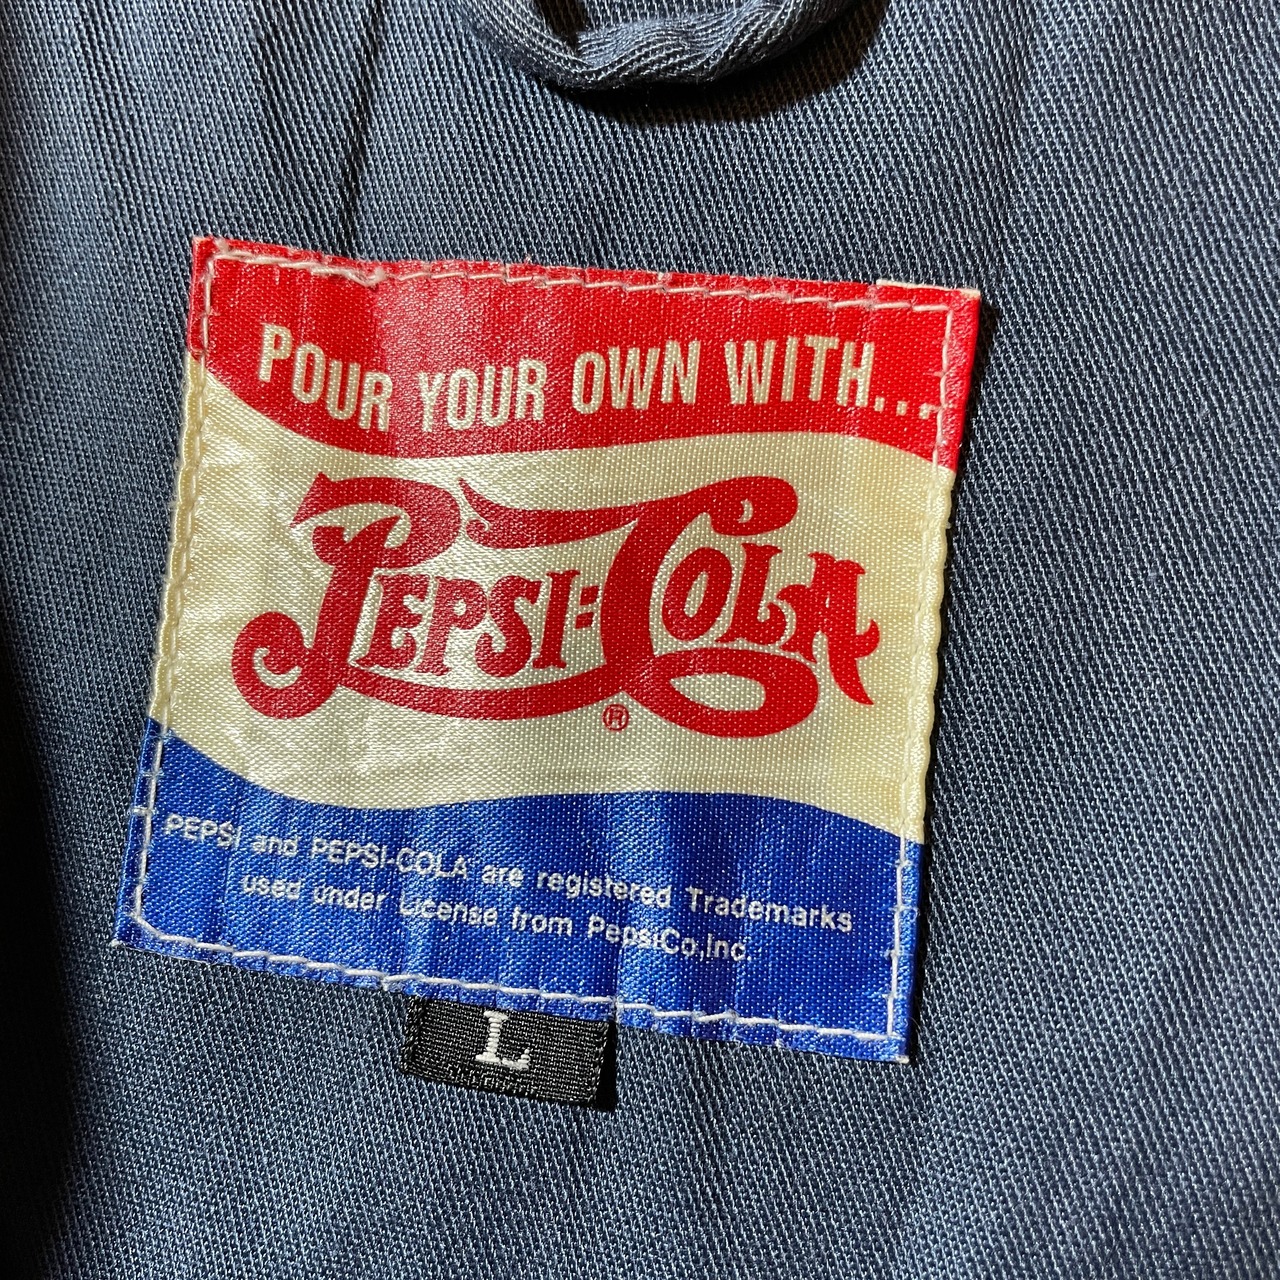 POUR YOUR OWN WITH...
PEPSI:COLA
®
PEPSI and PEPSI-COLA are registered Trademarks
used under License from PepsiCo,Inc.
L